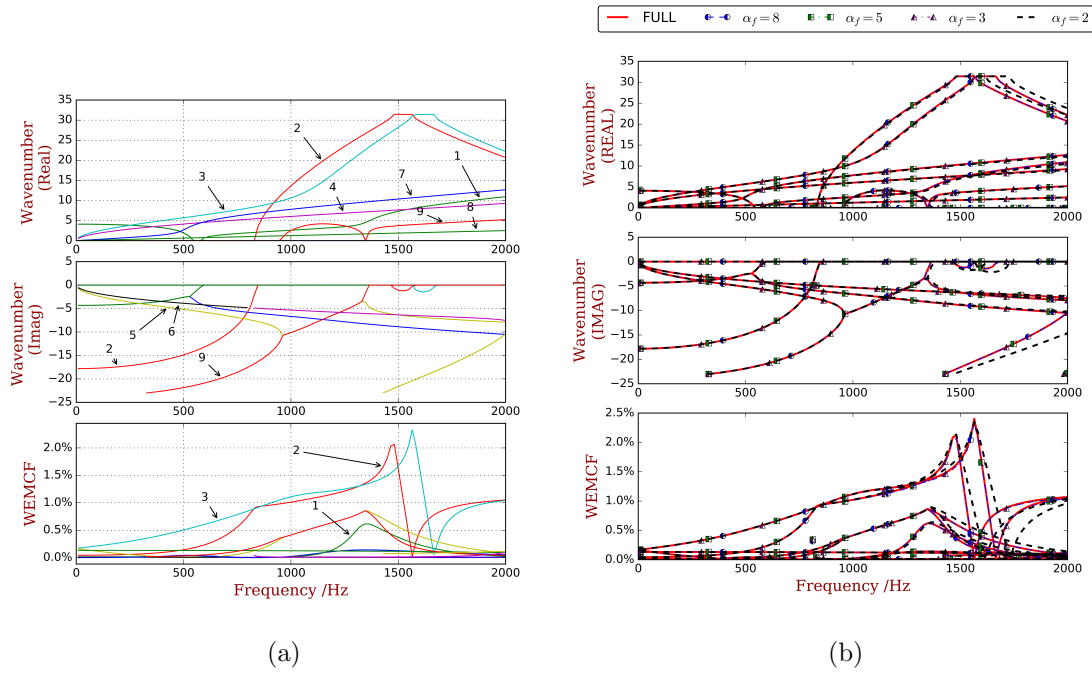 FULL α_f = 8 α_f = 5 α_f = 3 α_f = 2
Wavenumber
(Real)
35
30
25
20
15
10
5
0
0 500 1000 1500 2000
2
3
4
7
1
9
8
Wavenumber
(Imag)
5
0
−5
−10
−15
−20
−25
0 500 1000 1500 2000
5
6
2
9
WEMCF
2.0%
1.5%
1.0%
0.5%
0.0%
0 500 1000 1500 2000
2
3
1
Frequency /Hz
(a)
Wavenumber
(REAL)
35
30
25
20
15
10
5
0
0 500 1000 1500 2000
Wavenumber
(IMAG)
5
0
−5
−10
−15
−20
−25
0 500 1000 1500 2000
WEMCF
2.5%
2.0%
1.5%
1.0%
0.5%
0.0%
0 500 1000 1500 2000
Frequency /Hz
(b)